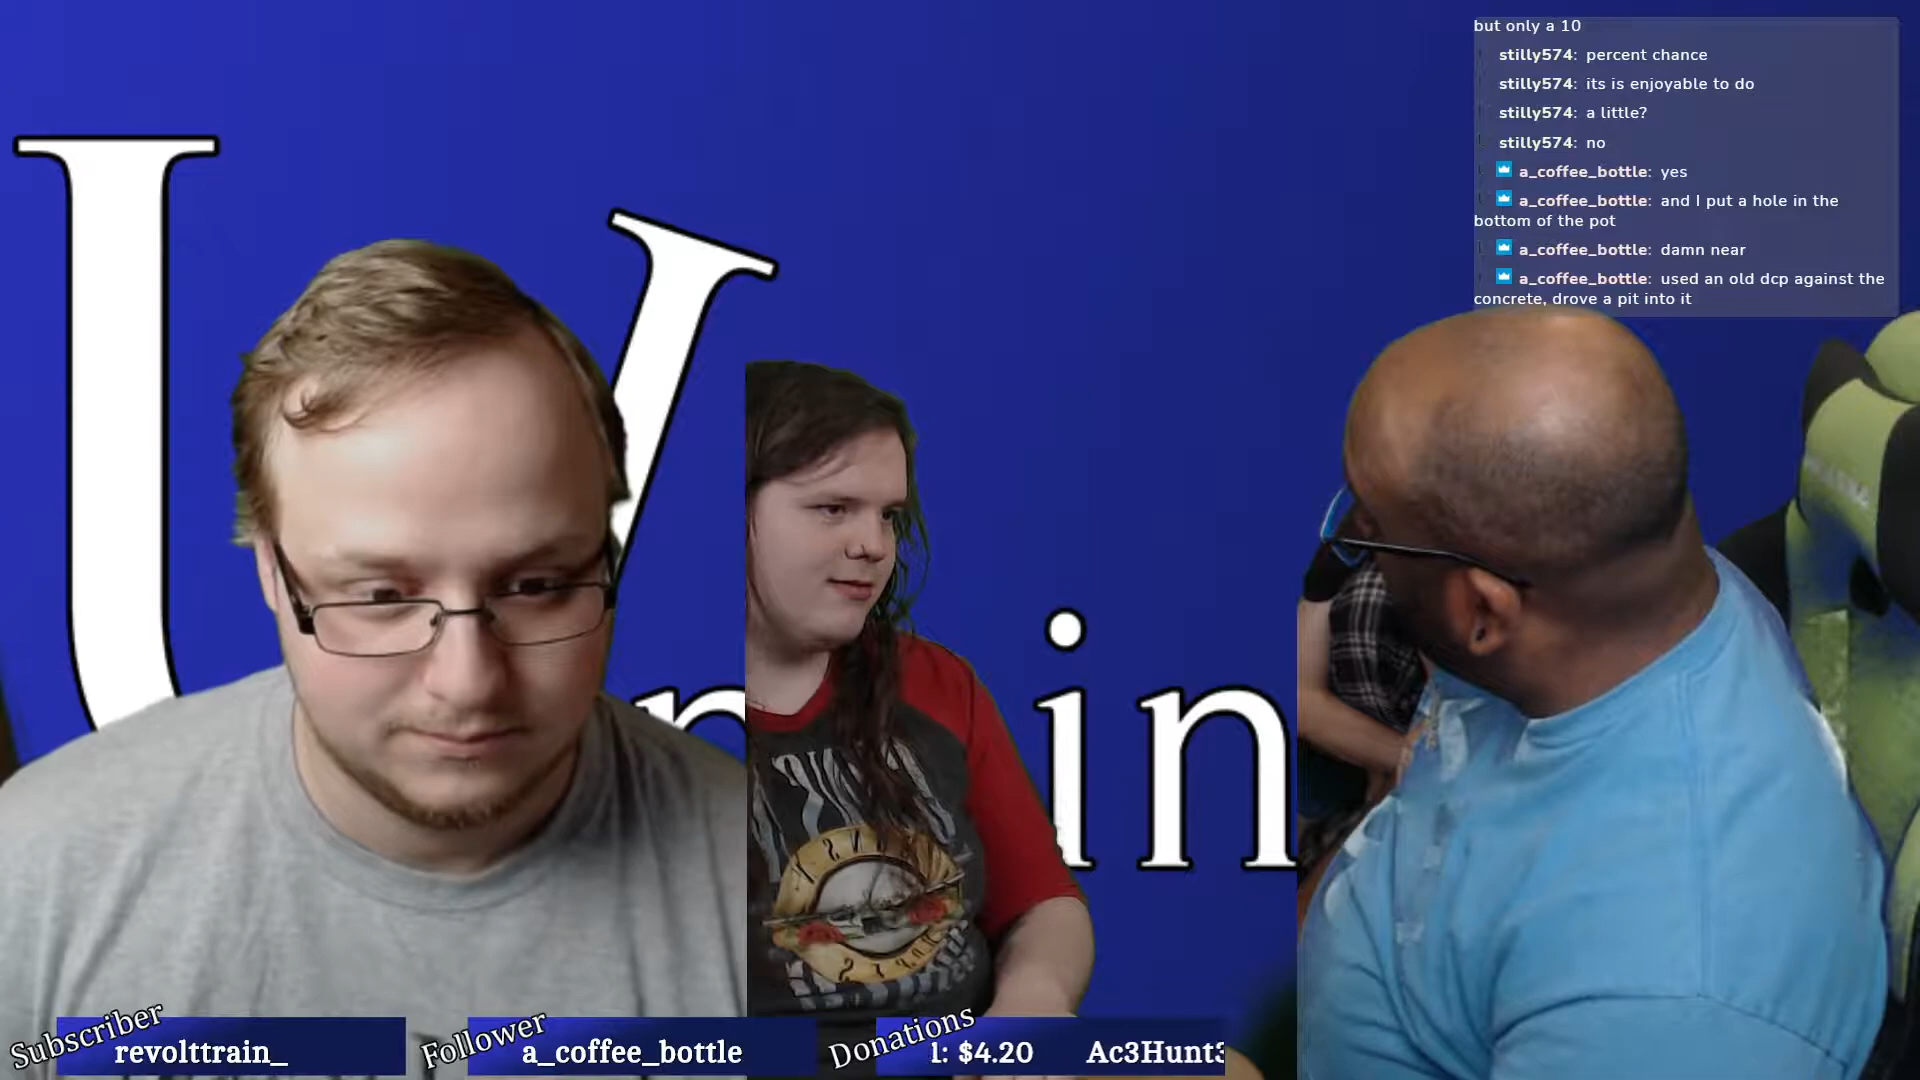 but only a 10
stilly574: percent chance
stilly574: its is enjoyable to do
stilly574: a little?
stilly574: no
a_coffee_bottle: yes
a_coffee_bottle: and I put a hole in the
bottom of the pot
a_coffee_bottle: damn near
a_coffee_bottle: used an old dcp against the
concrete, drove a pit into it
in
Subscriber
revolttrain_
Follower
a_coffee_bottle
Donations
l: $4.20 Ac3Hunt3